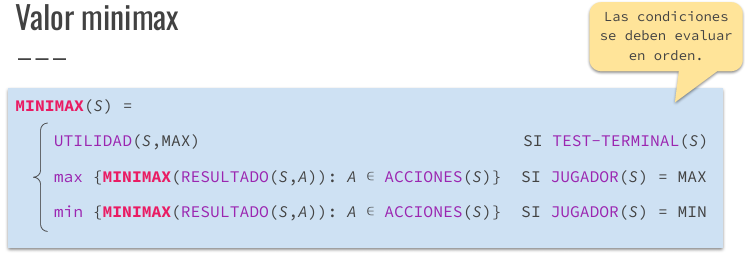 Valor minimax
---
Las condiciones
se deben evaluar
en orden.
MINIMAX(S) =
UTILIDAD(S,MAX) SI TEST-TERMINAL(S)
max {MINIMAX(RESULTADO(S,A)): A ∈ ACCIONES(S)} SI JUGADOR(S) = MAX
min {MINIMAX(RESULTADO(S,A)): A ∈ ACCIONES(S)} SI JUGADOR(S) = MIN